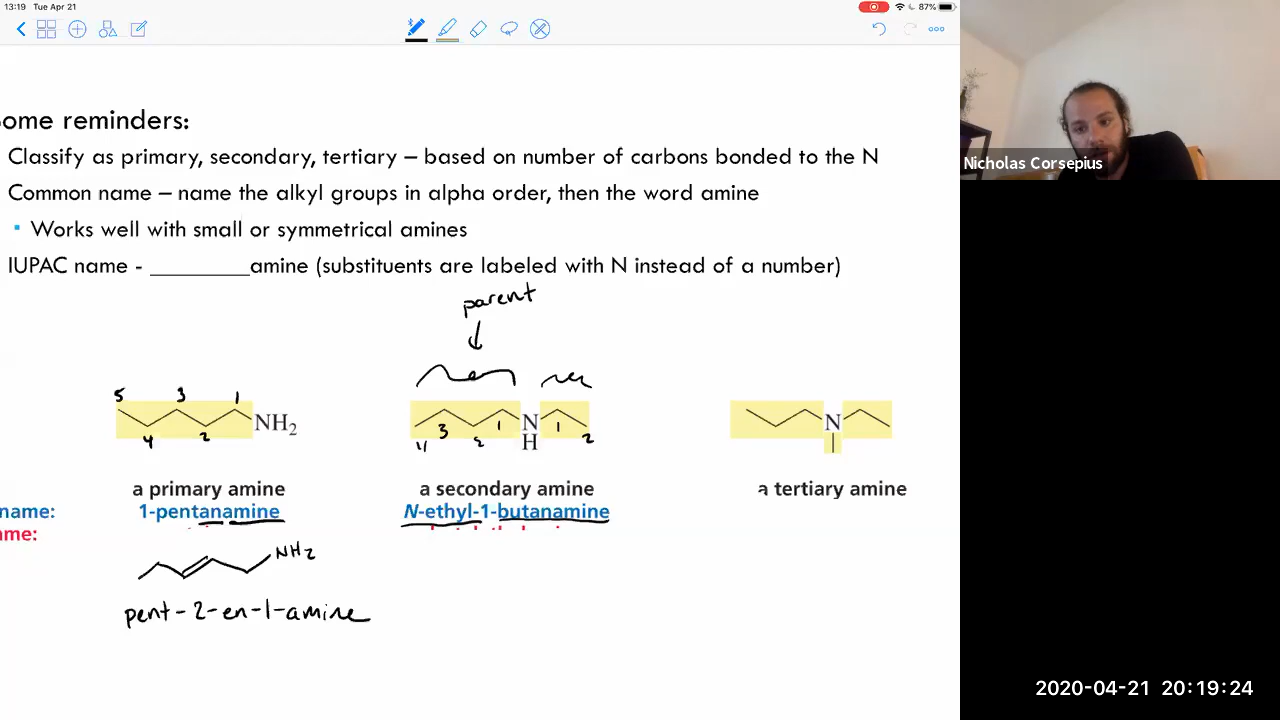 13:19 Tue Apr 21
87%
ome reminders:
Classify as primary, secondary, tertiary – based on number of carbons bonded to the N
Nicholas Corsepius
Common name – name the alkyl groups in alpha order, then the word amine
▪ Works well with small or symmetrical amines
IUPAC name - _________amine (substituents are labeled with N instead of a number)
parent
5 3 1
NH2
4 2
N
H
4 3 2 1 1 2
N
a primary amine
a secondary amine
a tertiary amine
name:
1-pentanamine
N-ethyl-1-butanamine
ame:
NH2
pent-2-en-1-amine
2020-04-21 20:19:24